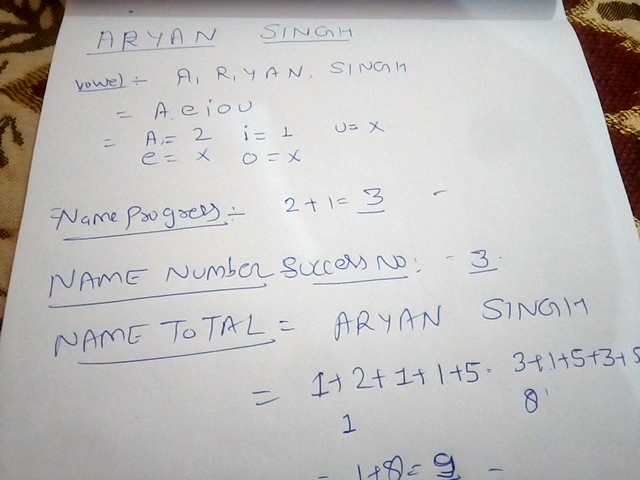 ARYAN SINGH
vowel ÷ A, R, Y A N, SINGH
= A e i o u
= A = 2 i = 1 u = x
e = x o = x
Name Progress ÷ 2 + 1 = 3 -
NAME Number Success No: - 3.
NAME TOTAL = ARYAN SINGH
= 1+2+1+1+5. 3+1+5+3+5
1 8
= 1+8 = 9 -